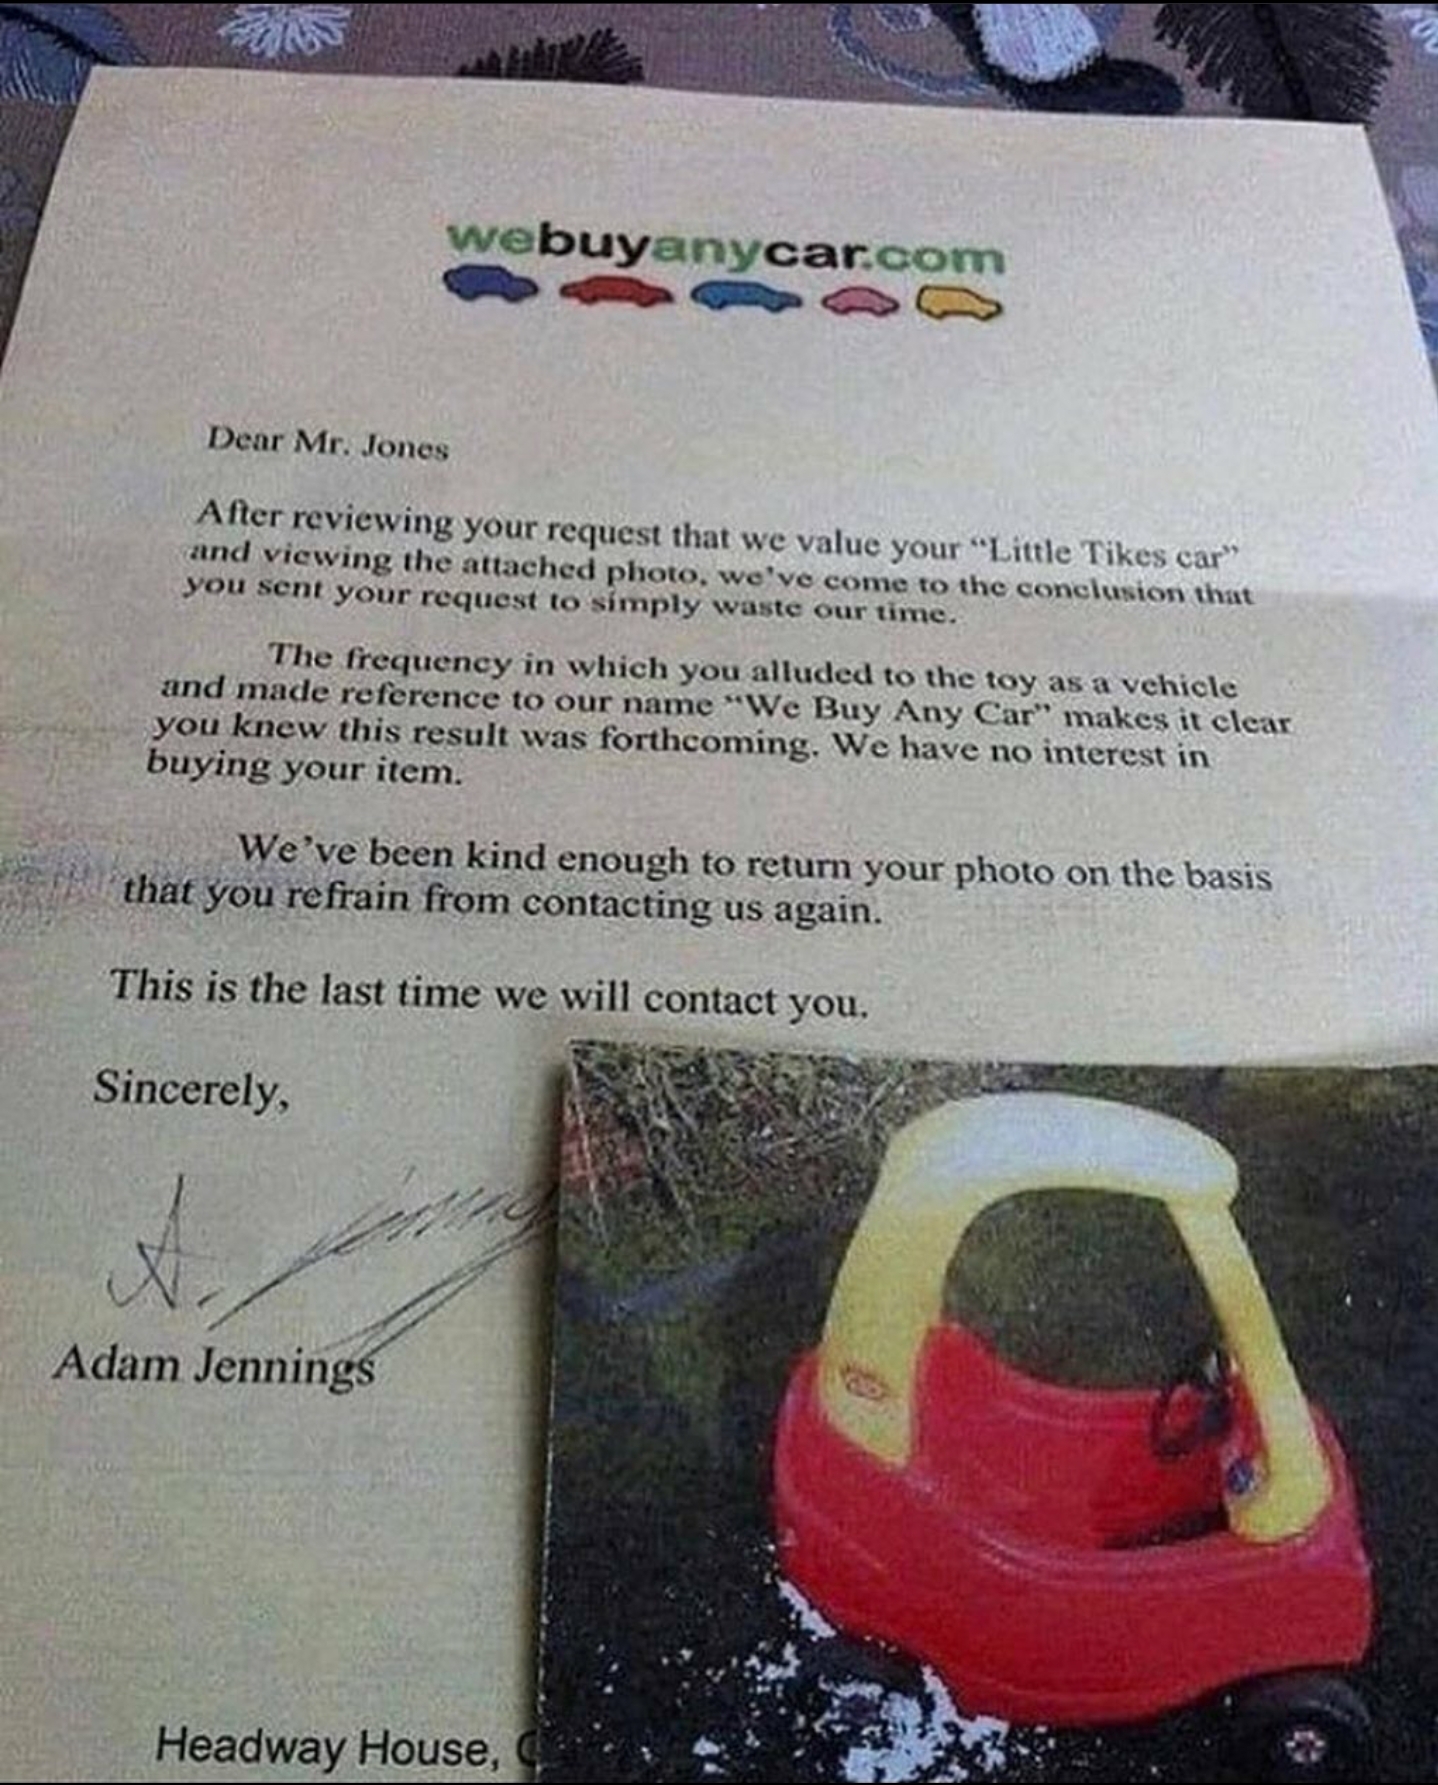 webuyanycar.com
Dear Mr. Jones
After reviewing your request that we value your “Little Tikes car”
and viewing the attached photo, we’ve come to the conclusion that
you sent your request to simply waste our time.
The frequency in which you alluded to the toy as a vehicle
and made reference to our name “We Buy Any Car” makes it clear
you knew this result was forthcoming. We have no interest in
buying your item.
We’ve been kind enough to return your photo on the basis
that you refrain from contacting us again.
This is the last time we will contact you.
Sincerely,
A. Jennings
Adam Jennings
Headway House,